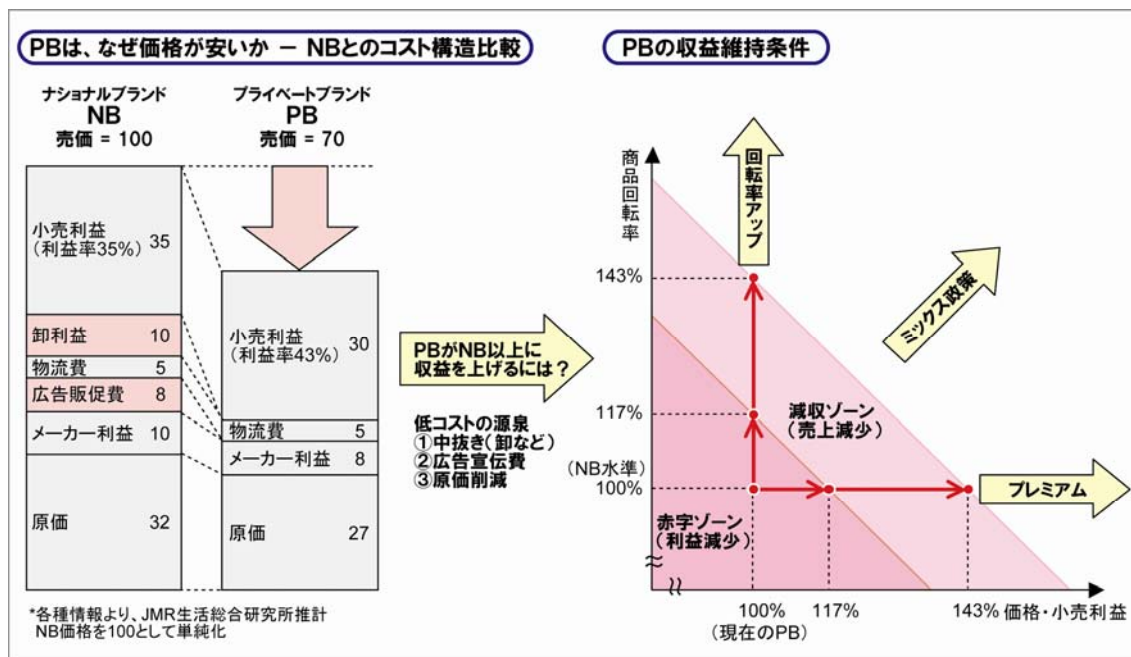 PBは、なぜ価格が安いか － NBとのコスト構造比較
ナショナルブランド
NB
売価 = 100
プライベートブランド
PB
売価 = 70
小売利益
(利益率35%) 35
卸利益 10
物流費 5
広告販促費 8
メーカー利益 10
原価 32
小売利益
(利益率43%) 30
物流費 5
メーカー利益 8
原価 27
*各種情報より、JMR生活総合研究所推計
NB価格を100として単純化
PBがNB以上に
収益を上げるには？
低コストの源泉
①中抜き(卸など)
②広告宣伝費
③原価削減
PBの収益維持条件
商品回転率
回転率アップ
ミックス政策
143%
117%
(NB水準)
100%
減収ゾーン
(売上減少)
赤字ゾーン
(利益減少)
プレミアム
100%
(現在のPB)
117%
143%
価格・小売利益